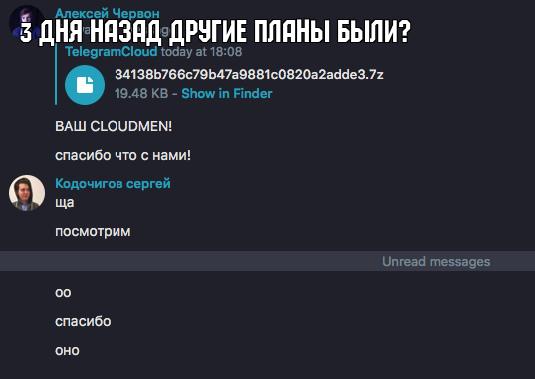 Алексей Червон
3 ДНЯ НАЗАД ДРУГИЕ ПЛАНЫ БЫЛИ?
TelegramCloud today at 18:08
34138b766c79b47a9881c0820a2adde3.7z
19.48 KB - Show in Finder
ВАШ CLOUDMEN!
спасибо что с нами!
Кодочигов сергей
ща
посмотрим
Unread messages
оо
спасибо
оно